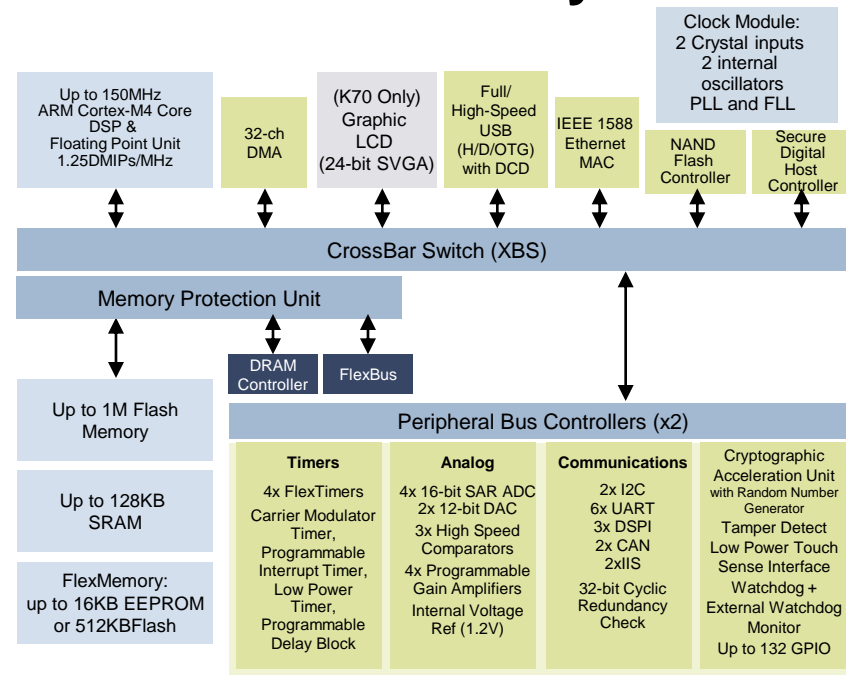 Clock Module:
2 Crystal inputs
2 internal
oscillators
PLL and FLL
Up to 150MHz
ARM Cortex-M4 Core
DSP &
Floating Point Unit
1.25DMIPs/MHz
32-ch
DMA
(K70 Only)
Graphic
LCD
(24-bit SVGA)
Full/
High-Speed
USB
(H/D/OTG)
with DCD
IEEE 1588
Ethernet
MAC
NAND
Flash
Controller
Secure
Digital
Host
Controller
CrossBar Switch (XBS)
Memory Protection Unit
DRAM
Controller
FlexBus
Up to 1M Flash
Memory
Up to 128KB
SRAM
FlexMemory:
up to 16KB EEPROM
or 512KBFlash
Peripheral Bus Controllers (x2)
Timers
4x FlexTimers
Carrier Modulator
Timer,
Programmable
Interrupt Timer,
Low Power
Timer,
Programmable
Delay Block
Analog
4x 16-bit SAR ADC
2x 12-bit DAC
3x High Speed
Comparators
4x Programmable
Gain Amplifiers
Internal Voltage
Ref (1.2V)
Communications
2x I2C
6x UART
3x DSPI
2x CAN
2xIIS
32-bit Cyclic
Redundancy
Check
Cryptographic
Acceleration Unit
with Random Number
Generator
Tamper Detect
Low Power Touch
Sense Interface
Watchdog +
External Watchdog
Monitor
Up to 132 GPIO